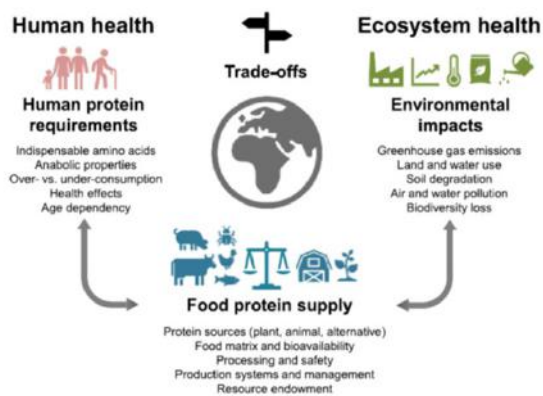 Human health
Human protein
requirements
Indispensable amino acids
Anabolic properties
Over- vs. under-consumption
Health effects
Age dependency
Trade-offs
Ecosystem health
Environmental
impacts
Greenhouse gas emissions
Land and water use
Soil degradation
Air and water pollution
Biodiversity loss
Food protein supply
Protein sources (plant, animal, alternative)
Food matrix and bioavailability
Processing and safety
Production systems and management
Resource endowment